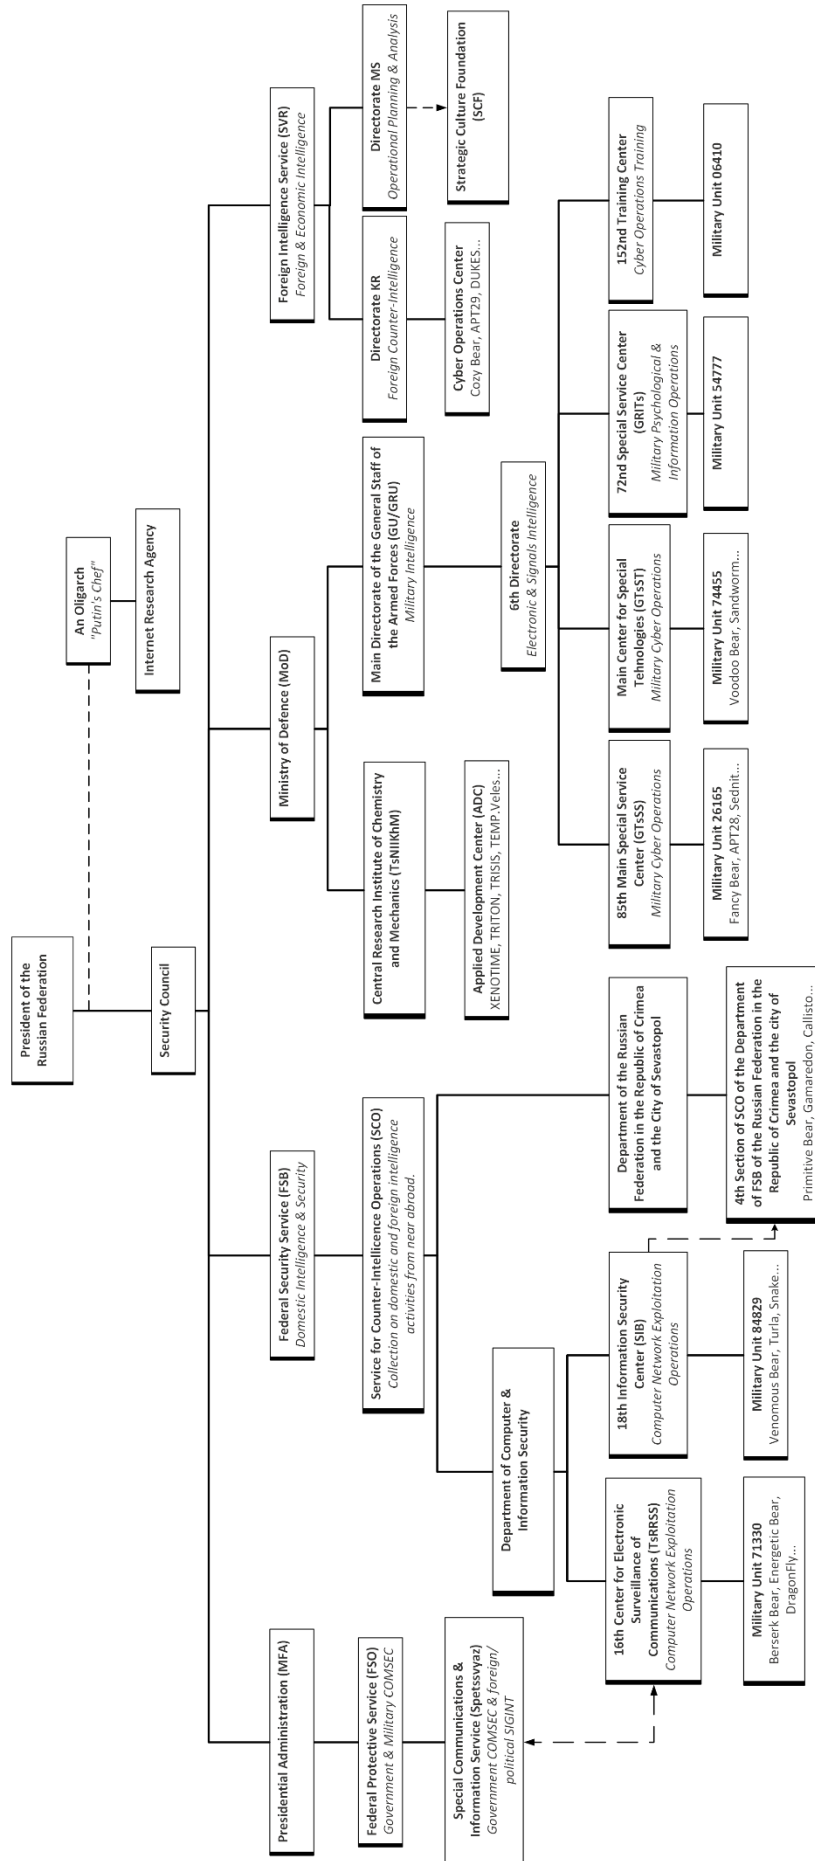 President of the
Russian Federation
An Oligarch
"Putin's Chef"
Internet Research Agency
Security Council
Presidential Administration (MFA)
Federal Security Service (FSB)
Domestic Intelligence & Security
Ministry of Defence (MoD)
Foreign Intelligence Service (SVR)
Foreign & Economic Intelligence
Federal Protective Service (FSO)
Government & Military COMSEC
Service for Counter-Intellicence Operations (SCO)
Collection on domestic and foreign intelligence
activities from near abroad.
Central Research Institute of Chemistry
and Mechanics (TsNIIKhM)
Main Directorate of the General Staff of
the Armed Forces (GU/GRU)
Military Intelligence
Directorate KR
Foreign Counter-Intelligence
Directorate MS
Operational Planning & Analysis
Special Communications &
Information Service (Spetssvyaz)
Government COMSEC & foreign/
political SIGINT
Department of Computer &
Information Security
Applied Development Center (ADC)
XENOTIME, TRITON, TRISIS, TEMP.Veles...
6th Directorate
Electronic & Signals Intelligence
Cyber Operations Center
Cozy Bear, APT29, DUKES...
Strategic Culture Foundation
(SCF)
16th Center for Electronic
Surveillance of
Communications (TsRRSS)
Computer Network Exploitation
Operations
18th Information Security
Center (SIB)
Computer Network Exploitation
Operations
Department of the Russian
Federation in the Republic of Crimea
and the City of Sevastopol
85th Main Special Service
Center (GTsSS)
Military Cyber Operations
Main Center for Special
Tehnologies (GTsST)
Military Cyber Operations
72nd Special Service Center
(GRITs)
Military Psychological &
Information Operations
152nd Training Center
Cyber Operations Training
Military Unit 71330
Berserk Bear, Energetic Bear,
DragonFly...
Military Unit 84829
Venomous Bear, Turla, Snake...
4th Section of SCO of the Department
of FSB of the Russian Federation in the
Republic of Crimea and the city of
Sevastopol
Primitive Bear, Gamaredon, Callisto...
Military Unit 26165
Fancy Bear, APT28, Sednit...
Military Unit 74455
Voodoo Bear, Sandworm...
Military Unit 54777
Military Unit 06410